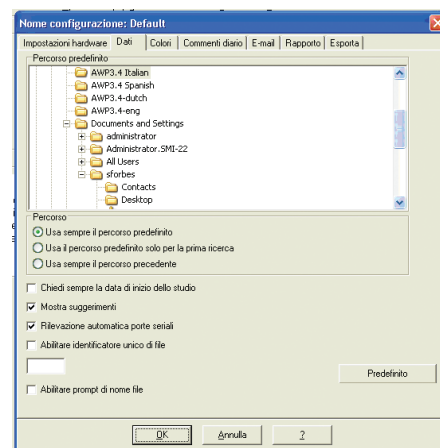 Nome configurazione: Default
Impostazioni hardware Dati Colori Commenti diario E-mail Rapporto Esporta
Percorso predefinito
AWP3.4 Italian
AWP3.4 Spanish
AWP3.4-dutch
AWP3.4-eng
Documents and Settings
administrator
Administrator.SMI-22
All Users
sforbes
Contacts
Desktop
Percorso
Usa sempre il percorso predefinito
Usa il percorso predefinito solo per la prima ricerca
Usa sempre il percorso precedente
Chiedi sempre la data di inizio dello studio
Mostra suggerimenti
Rilevazione automatica porte seriali
Abilitare identificatore unico di file
Predefinito
Abilitare prompt di nome file
OK Annulla ?